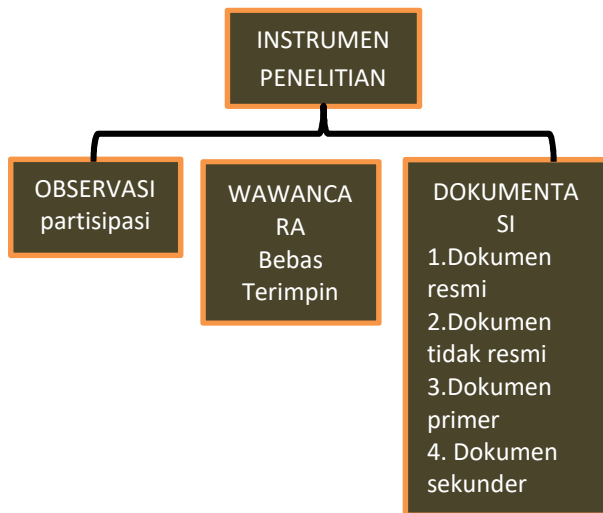 INSTRUMEN
PENELITIAN
OBSERVASI
partisipasi
WAWANCA
RA
Bebas
Terimpin
DOKUMENTA
SI
1.Dokumen
resmi
2.Dokumen
tidak resmi
3.Dokumen
primer
4. Dokumen
sekunder